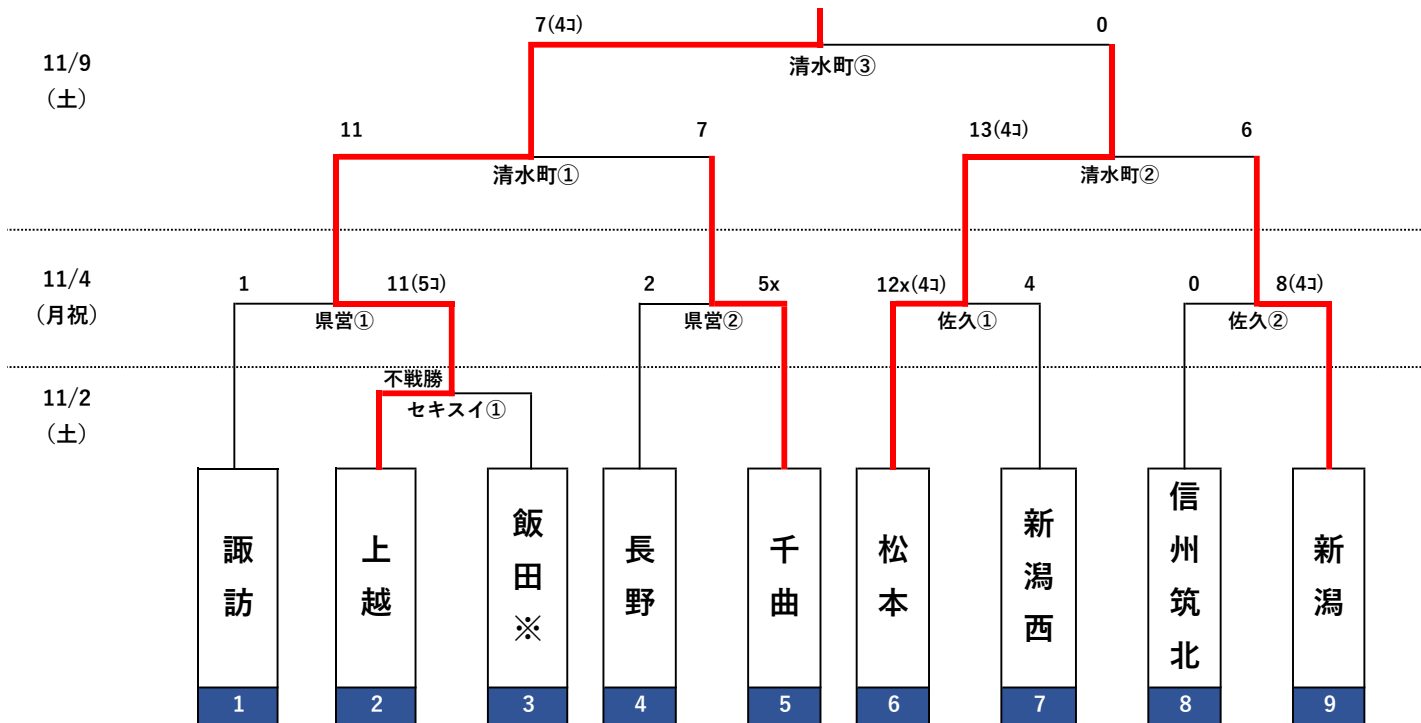 7(4ｺ) 0
11/9
（土）
清水町③
11 7 13(4ｺ) 6
清水町① 清水町②
11/4
（月祝）
1 11(5ｺ) 2 5x 12x(4ｺ) 4 0 8(4ｺ)
県営① 県営② 佐久① 佐久②
11/2
（土）
不戦勝
セキスイ①
諏訪
上越
飯田※
長野
千曲
松本
新潟西
信州筑北
新潟
1 2 3 4 5 6 7 8 9